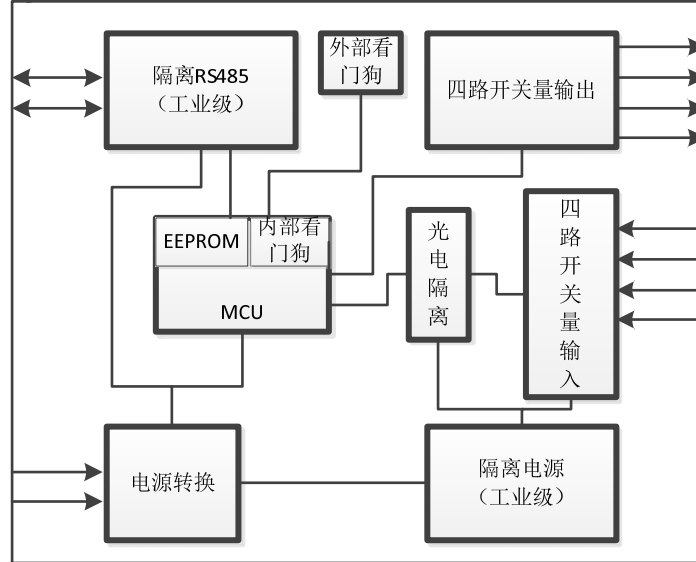 隔离RS485
（工业级）
外部看
门狗
四路开关量输出
EEPROM
内部看
门狗
MCU
光
电
隔
离
四
路
开
关
量
输
入
电源转换
隔离电源
（工业级）